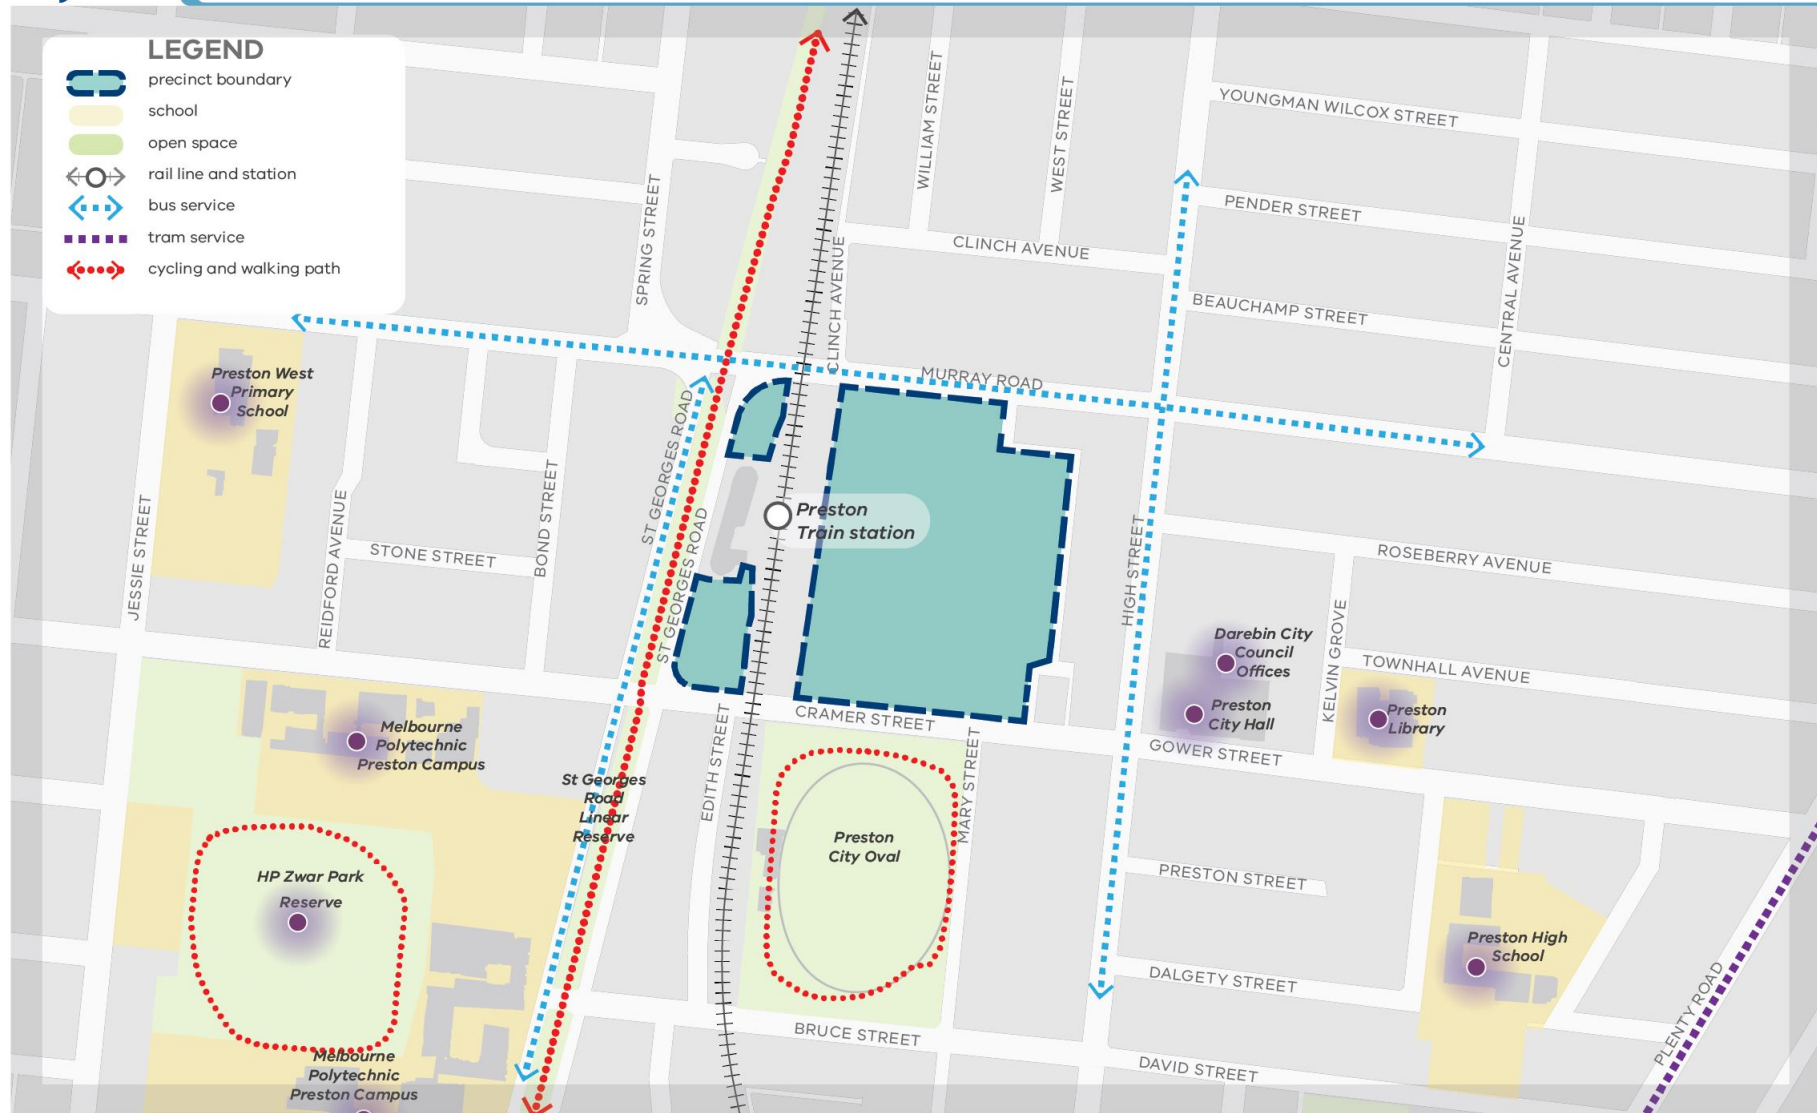 LEGEND
precinct boundary
school
open space
rail line and station
bus service
tram service
cycling and walking path
WILLIAM STREET
WEST STREET
YOUNGMAN WILCOX STREET
SPRING STREET
CLINCH AVENUE
PENDER STREET
CLINCH AVENUE
CENTRAL AVENUE
BEAUCHAMP STREET
Preston West
Primary
School
MURRAY ROAD
ST GEORGES ROAD
ST GEORGES ROAD
Preston
Train station
JESSIE STREET
REIDFORD AVENUE
STONE STREET
BOND STREET
HIGH STREET
ROSEBERRY AVENUE
KELVIN GROVE
Darebin City
Council
Offices
TOWNHALL AVENUE
Preston
City Hall
Preston
Library
Melbourne
Polytechnic
Preston Campus
CRAMER STREET
GOWER STREET
EDITH STREET
MARY STREET
St Georges
Road
Linear
Reserve
Preston
City Oval
HP Zwar Park
Reserve
PRESTON STREET
Preston High
School
DALGETY STREET
PLENTY ROAD
BRUCE STREET
DAVID STREET
Melbourne
Polytechnic
Preston Campus